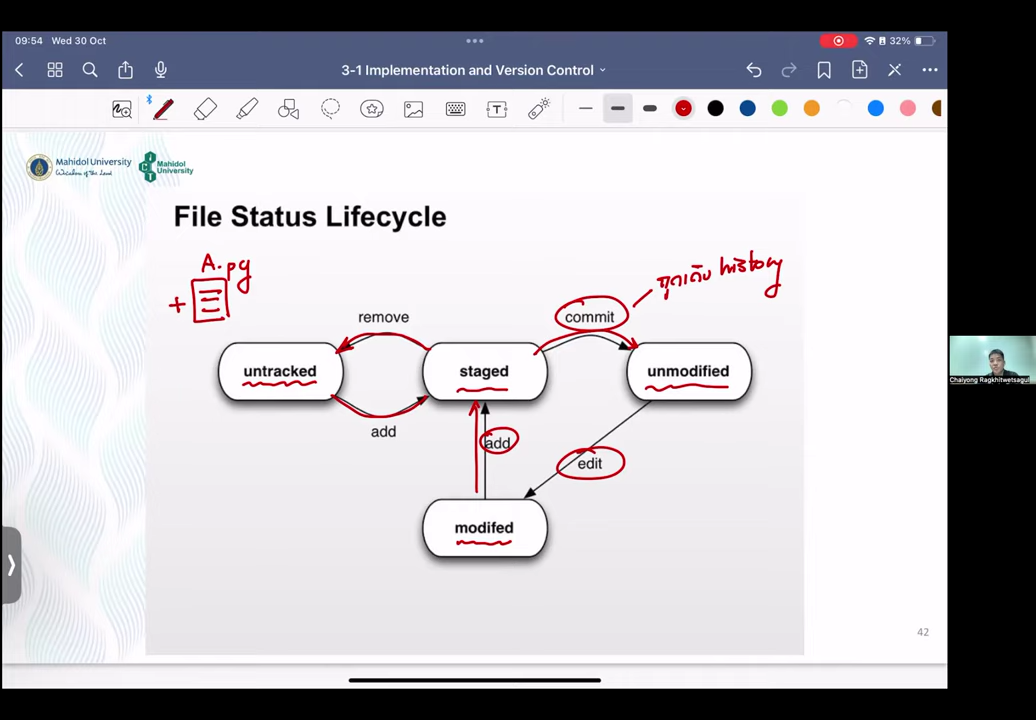 09:54 Wed 30 Oct
32%
3-1 Implementation and Version Control
Mahidol University
Wisdom of the Land
Mahidol
University
File Status Lifecycle
A.py
ถูกเก็บ history
remove
commit
untracked
staged
unmodified
add
add
edit
modifed
42
Chaiyong Ragkhitwetsagul